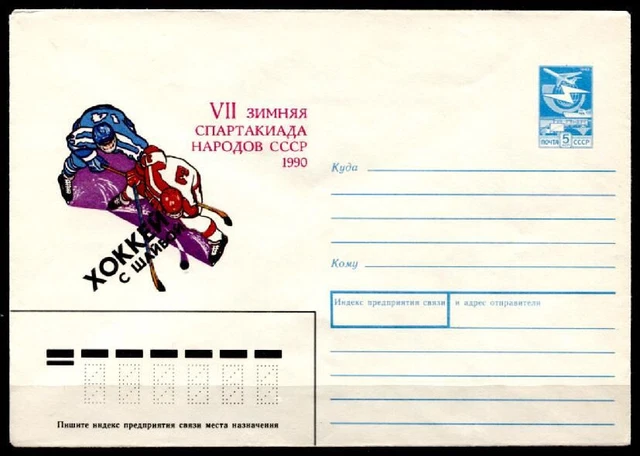 VII ЗИМНЯЯ
СПАРТАКИАДА
НАРОДОВ СССР
1990
ХОККЕЙ
С ШАЙБОЙ
ПОЧТА 5 СССР
Куда
Кому
Индекс предприятия связи и адрес отправителя
Пишите индекс предприятия связи места назначения